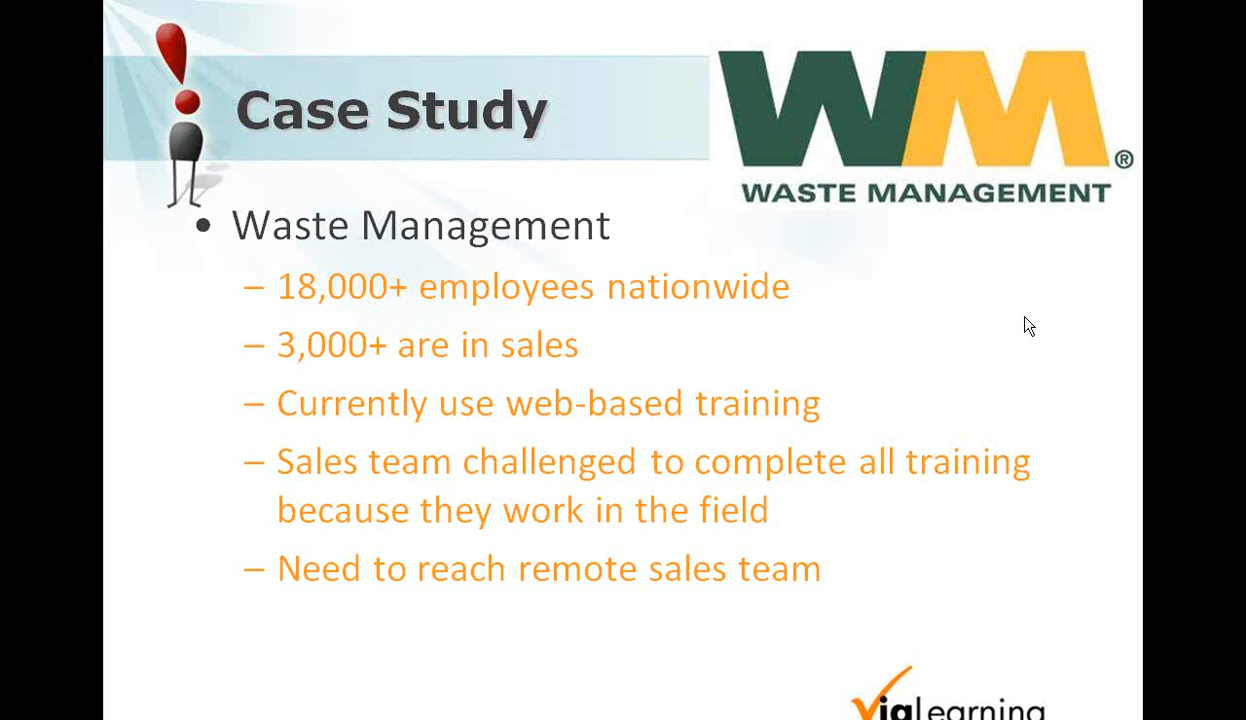 Case Study
WM®
WASTE MANAGEMENT
• Waste Management
– 18,000+ employees nationwide
– 3,000+ are in sales
– Currently use web-based training
– Sales team challenged to complete all training
because they work in the field
– Need to reach remote sales team
ViaLearning